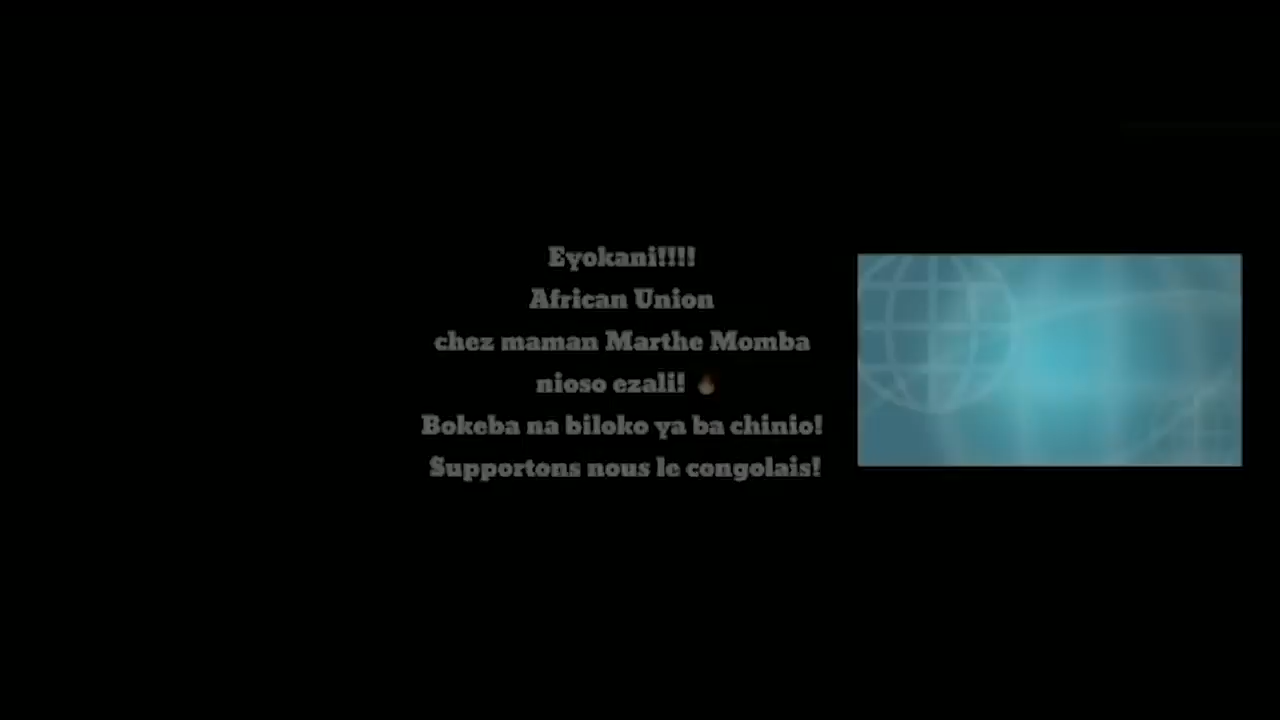 Eyokani!!!!
African Union
chez maman Marthe Momba
nioso ezali! 🔥
Bokeba na biloko ya ba chinio!
Supportons nous le congolais!